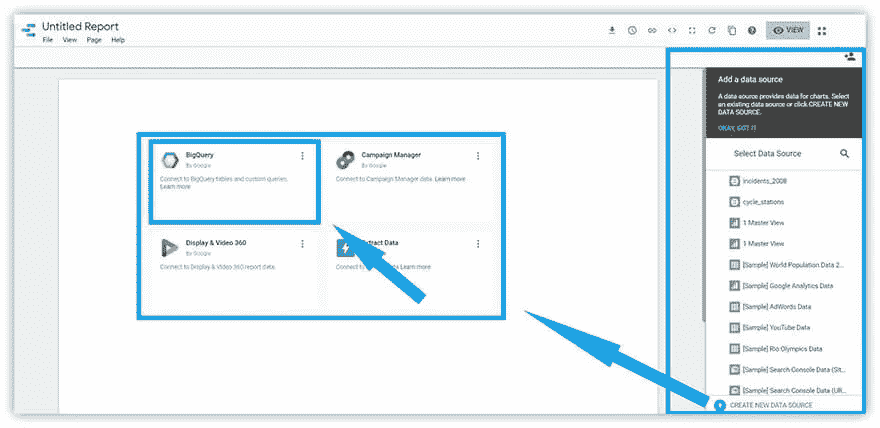 Untitled Report
File View Page Help
VIEW
Add a data source
A data source provides data for charts. Select
an existing data source or click CREATE NEW
DATA SOURCE.
OKAY, GOT IT
Select Data Source
incidents_2008
cycle_stations
1 Master View
1 Master View
[Sample] World Population Data 2...
[Sample] Google Analytics Data
[Sample] AdWords Data
[Sample] YouTube Data
[Sample] Rio Olympics Data
[Sample] Search Console Data (Sit...
[Sample] Search Console Data (UR...
CREATE NEW DATA SOURCE
BigQuery
By Google
Connect to BigQuery tables and custom queries.
Learn more
Campaign Manager
By Google
Connect to Campaign Manager data. Learn more
Display & Video 360
By Google
Connect to Display & Video 360 report data.
Extract Data
By Google
Connect to Data Learn more